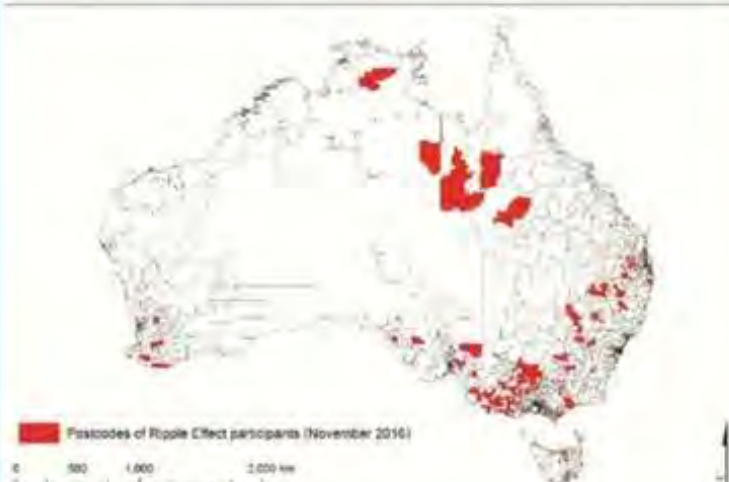 Postcodes of Ripple Effect participants (November 2016)
0 500 1,000 2,000 km